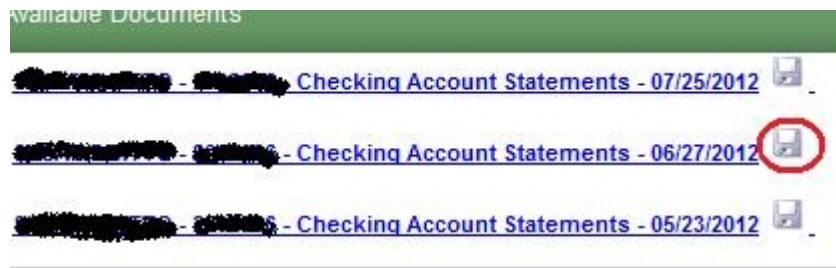 Available Documents
- Checking Account Statements - 07/25/2012
- - Checking Account Statements - 06/27/2012
- - Checking Account Statements - 05/23/2012